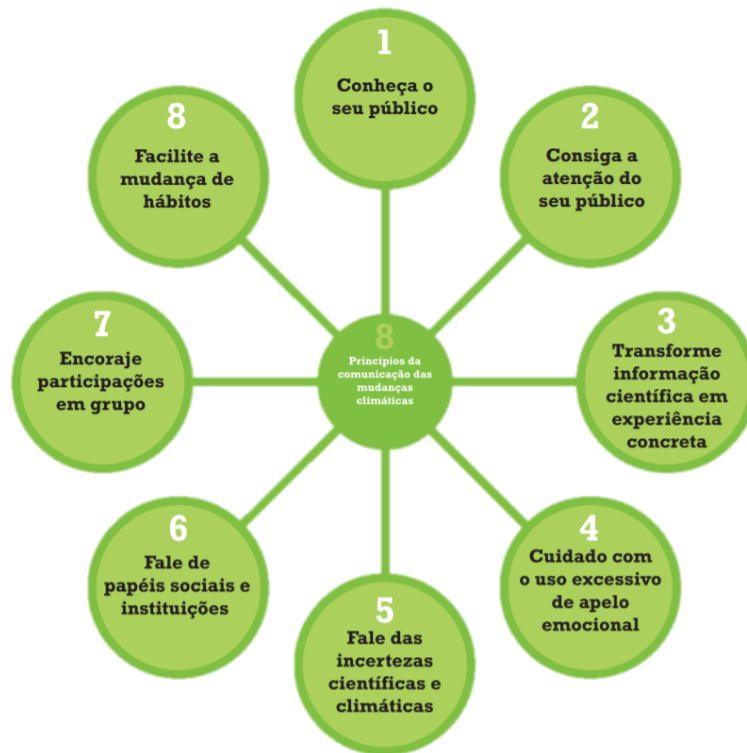 1
Conheça o
seu público
2
Consiga a
atenção do
seu público
3
Transforme
informação
científica em
experiência
concreta
4
Cuidado com
o uso excessivo
de apelo
emocional
5
Fale das
incertezas
científicas e
climáticas
6
Fale de
papéis sociais e
instituições
7
Encoraje
participações
em grupo
8
Facilite a
mudança de
hábitos
8
Princípios da
comunicação das
mudanças
climáticas